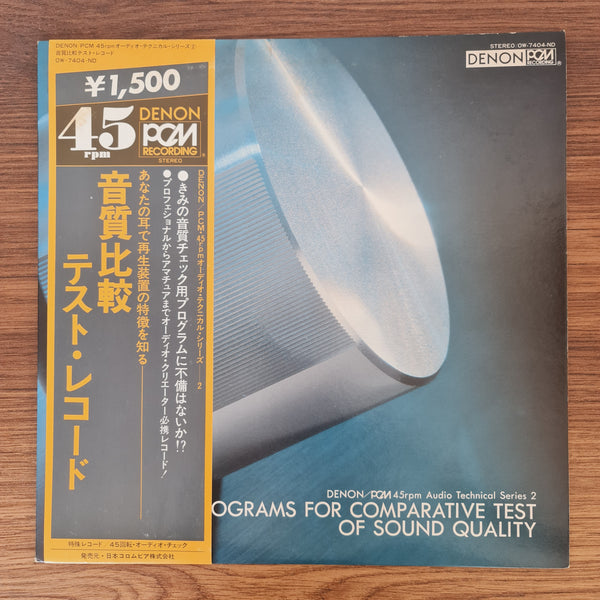 DENON/PCM 45rpmオーディオ・テクニカル・シリーズ②
音質比較テスト・レコード
OW-7404-ND
¥1,500
45
rpm
DENON
PCM
RECORDING®
STEREO
DENON/PCM・45rpmオーディオ・テクニカル・シリーズ——2
●きみの音質チェック用プログラムに不備はないか!?
●プロフェショナルからアマチュアまでオーディオ・クリエーター必携レコード!
あなたの耳で再生装置の特徴を知る——
音質比較
テスト・レコード
特殊レコード/45回転・オーディオ・チェック
発売元・日本コロムビア株式会社
STEREO OW-7404-ND
DENON PCM RECORDING®
DENON/PCM 45rpm Audio Technical Series 2
OGRAMS FOR COMPARATIVE TEST
OF SOUND QUALITY